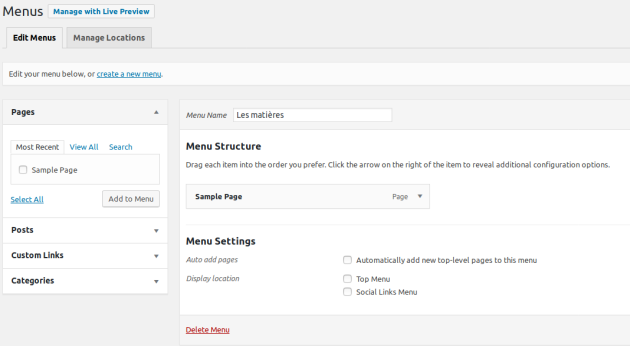 Menus Manage with Live Preview
Edit Menus Manage Locations
Edit your menu below, or create a new menu.
Pages
Most Recent View All Search
Sample Page
Select All Add to Menu
Posts
Custom Links
Categories
Menu Name Les matières
Menu Structure
Drag each item into the order you prefer. Click the arrow on the right of the item to reveal additional configuration options.
Sample Page Page
Menu Settings
Auto add pages Automatically add new top-level pages to this menu
Display location Top Menu
Social Links Menu
Delete Menu